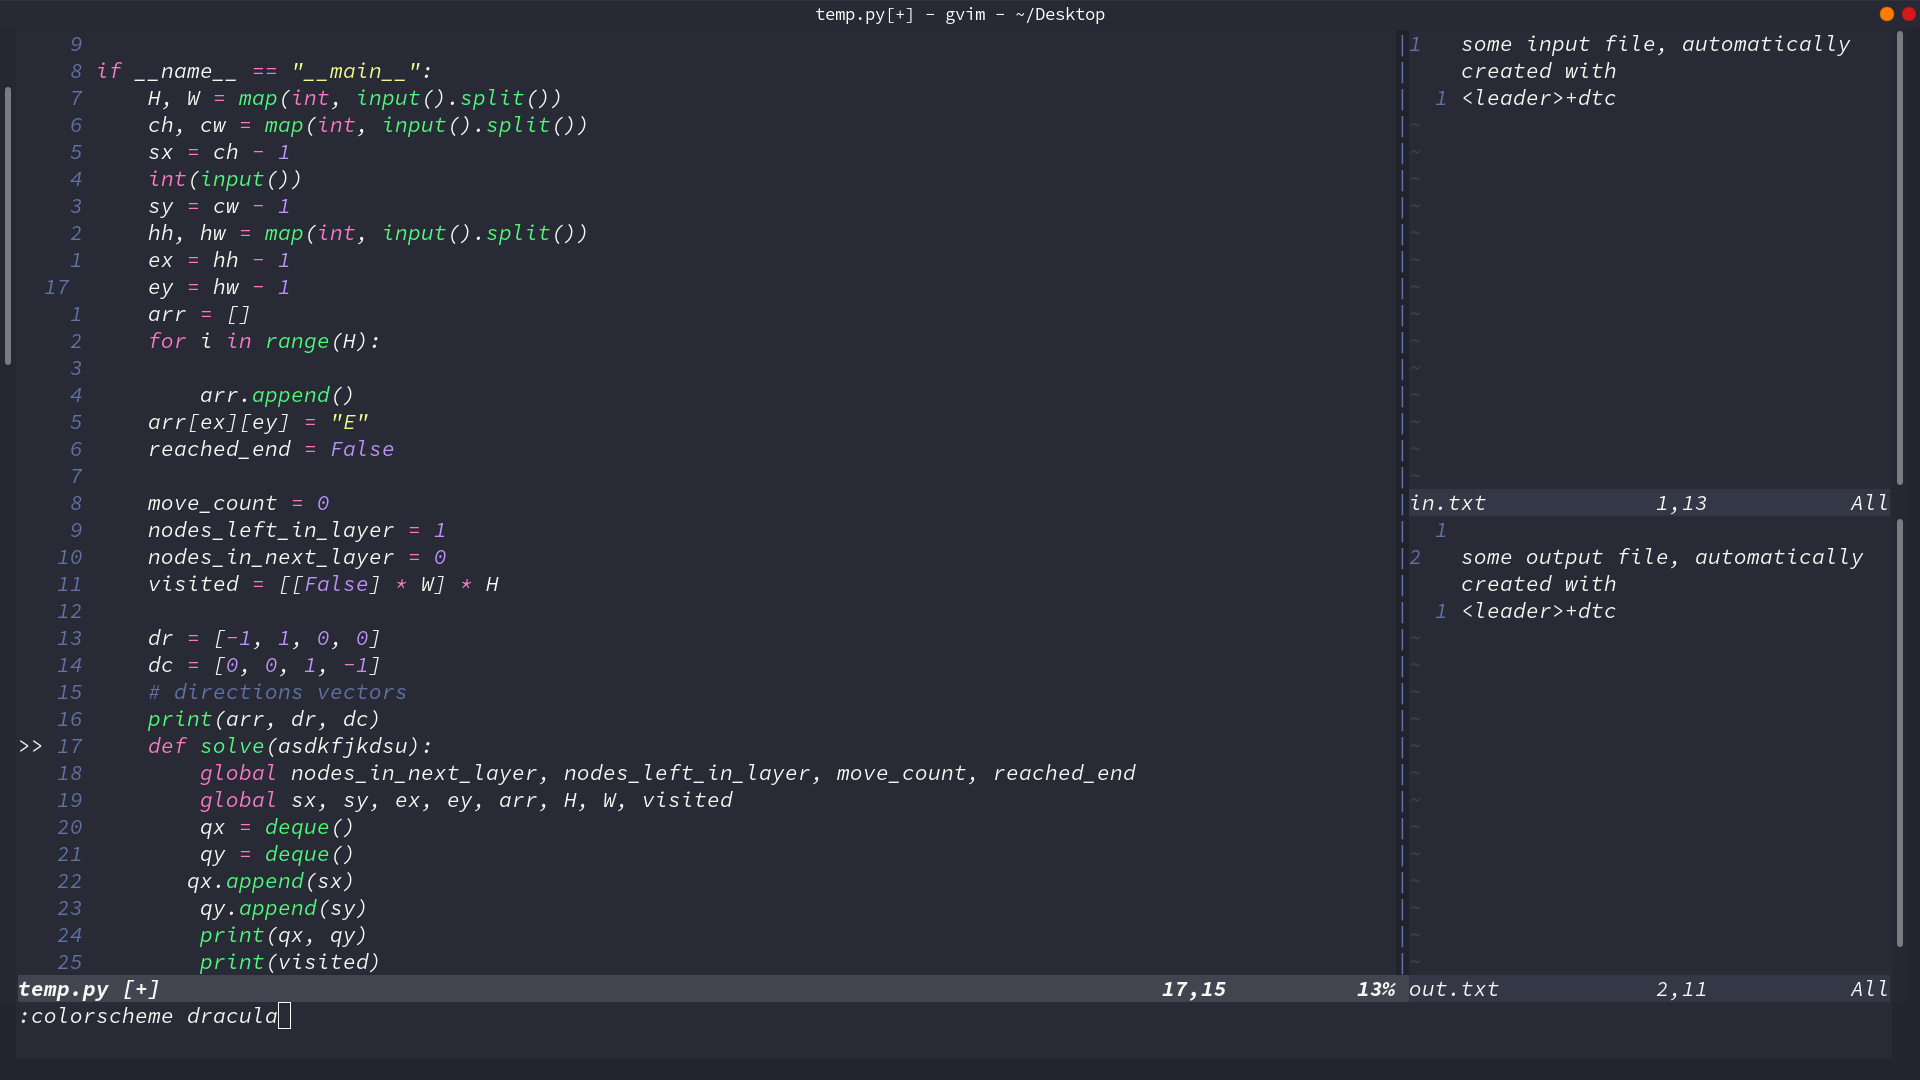 temp.py[+] - gvim - ~/Desktop
9
8 if __name__ == "__main__":
7     H, W = map(int, input().split())
6     ch, cw = map(int, input().split())
5     sx = ch - 1
4     int(input())
3     sy = cw - 1
2     hh, hw = map(int, input().split())
1     ex = hh - 1
17     ey = hw - 1
1     arr = []
2     for i in range(H):
3
4         arr.append()
5     arr[ex][ey] = "E"
6     reached_end = False
7
8     move_count = 0
9     nodes_left_in_layer = 1
10     nodes_in_next_layer = 0
11     visited = [[False] * W] * H
12
13     dr = [-1, 1, 0, 0]
14     dc = [0, 0, 1, -1]
15     # directions vectors
16     print(arr, dr, dc)
>> 17     def solve(asdkfjkdsu):
18         global nodes_in_next_layer, nodes_left_in_layer, move_count, reached_end
19         global sx, sy, ex, ey, arr, H, W, visited
20         qx = deque()
21         qy = deque()
22        qx.append(sx)
23         qy.append(sy)
24         print(qx, qy)
25         print(visited)
temp.py [+] 17,15 13%
:colorscheme dracula
1 some input file, automatically
created with
1 <leader>+dtc
~
~
~
~
~
~
~
~
~
~
~
~
~
~
in.txt 1,13 All
1
2 some output file, automatically
created with
1 <leader>+dtc
~
~
~
~
~
~
~
~
~
~
~
~
~
out.txt 2,11 All